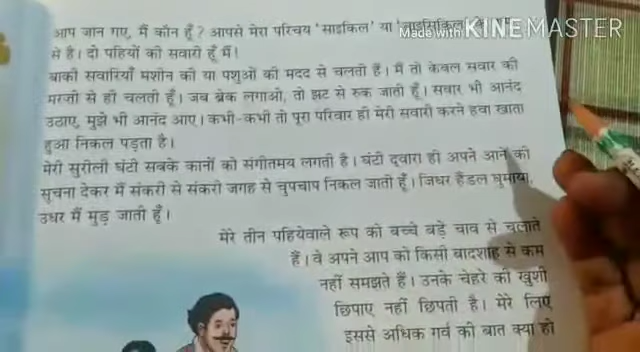 आप जान गए, मैं कौन हूँ? आपसे मेरा परिचय 'साइकिल' या 'बाइसिकिल'
Made with KINEMASTER
से है। दो पहियों की सवारी हूँ मैं!
बाकी सवारियाँ मशीन की या पशुओं की मदद से चलती हैं। मैं तो केवल सवार की
मरज़ी से ही चलती हूँ। जब ब्रेक लगाओ, तो झट से रुक जाती हूँ। सवार भी आनंद
उठाए, मुझे भी आनंद आए। कभी-कभी तो पूरा परिवार ही मेरी सवारी करने हवा खाता
हुआ निकल पड़ता है।
मेरी सुरीली घंटी सबके कानों को संगीतमय लगती है। घंटी द्वारा ही अपने आने की
सूचना देकर मैं संकरी से संकरी जगह से चुपचाप निकल जाती हूँ। जिधर हैंडल घुमाया,
उधर मैं मुड़ जाती हूँ।
मेरे तीन पहियेवाले रूप को बच्चे बड़े चाव से चलाते
हैं। वे अपने आप को किसी बादशाह से कम
नहीं समझते हैं। उनके चेहरे की खुशी
छिपाए नहीं छिपती है। मेरे लिए
इससे अधिक गर्व की बात क्या हो